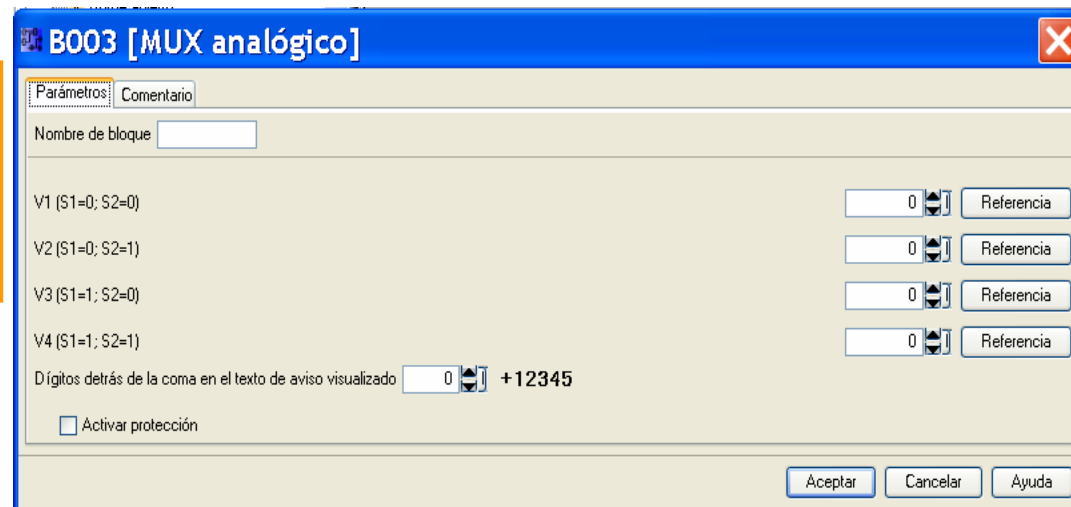 B003 [MUX analógico]
Parámetros Comentario
Nombre de bloque
V1 (S1=0; S2=0) 0 Referencia
V2 (S1=0; S2=1) 0 Referencia
V3 (S1=1; S2=0) 0 Referencia
V4 (S1=1; S2=1) 0 Referencia
Dígitos detrás de la coma en el texto de aviso visualizado 0 +12345
Activar protección
Aceptar Cancelar Ayuda